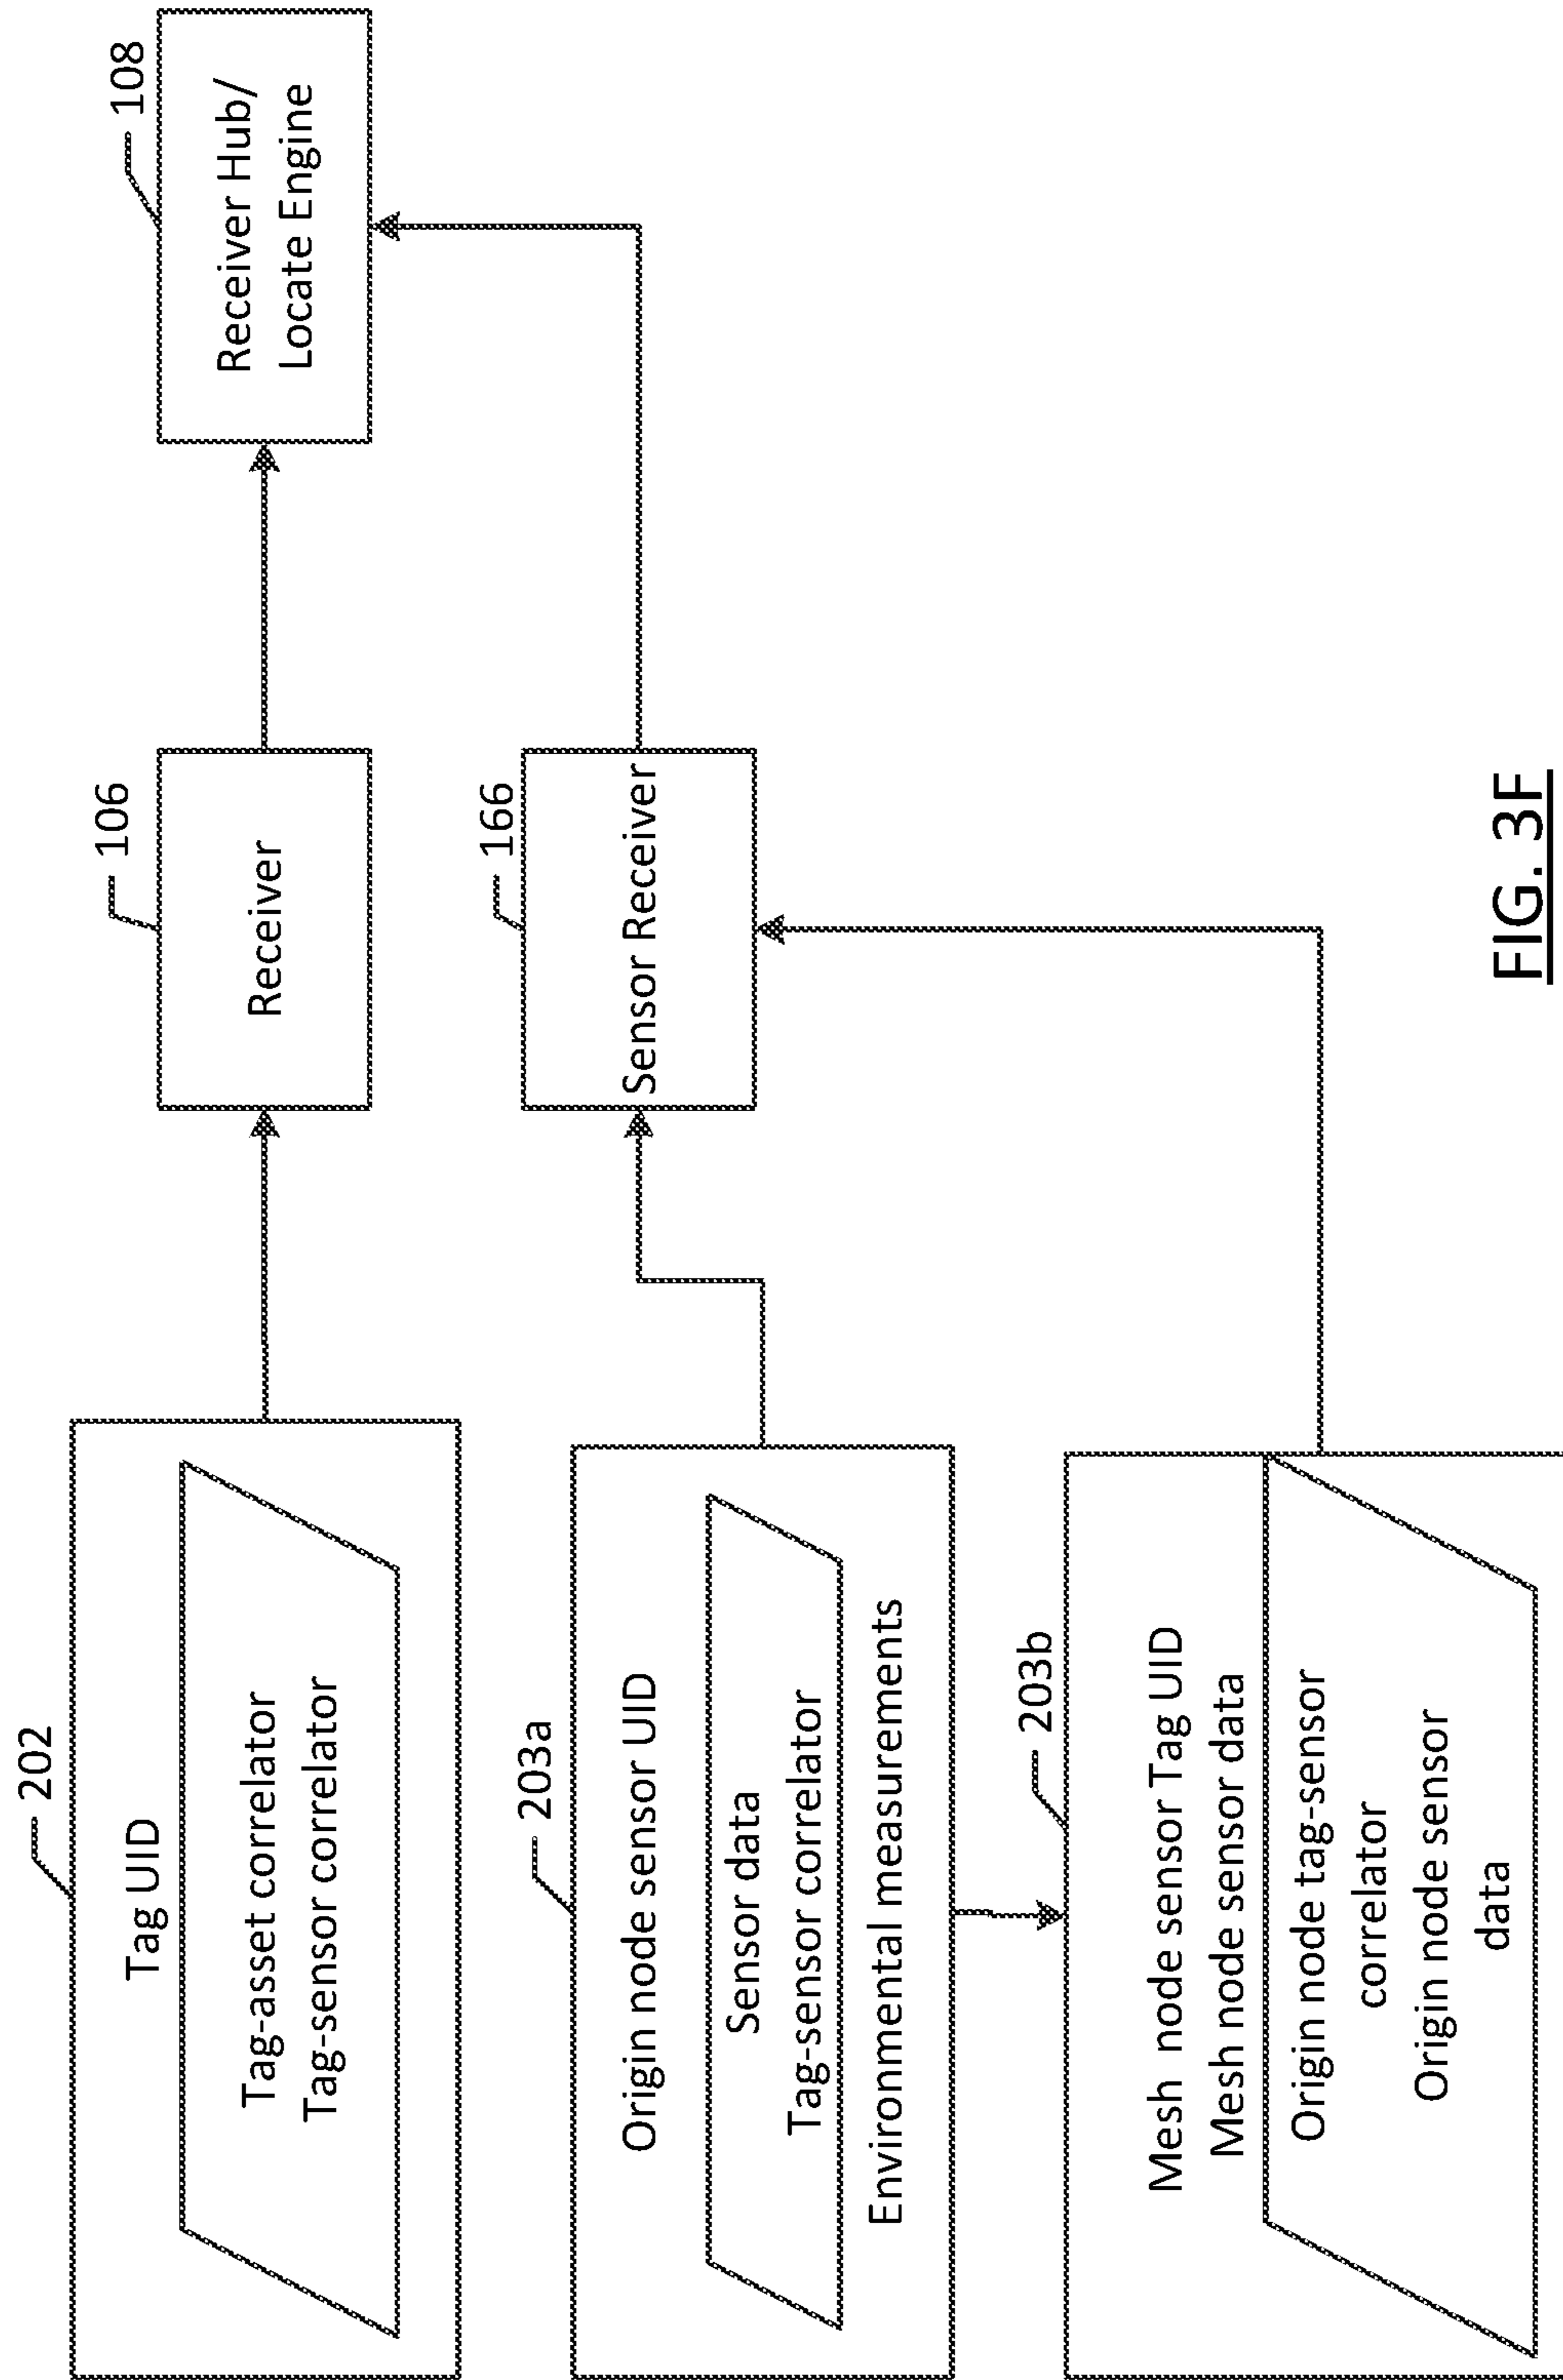 202
Tag UID
Tag-asset correlator
Tag-sensor correlator
106
Receiver
108
Receiver Hub/
Locate Engine
203a
Origin node sensor UID
Sensor data
Tag-sensor correlator
Environmental measurements
166
Sensor Receiver
203b
Mesh node sensor Tag UID
Mesh node sensor data
Origin node tag-sensor
correlator
Origin node sensor
data
FIG. 3F